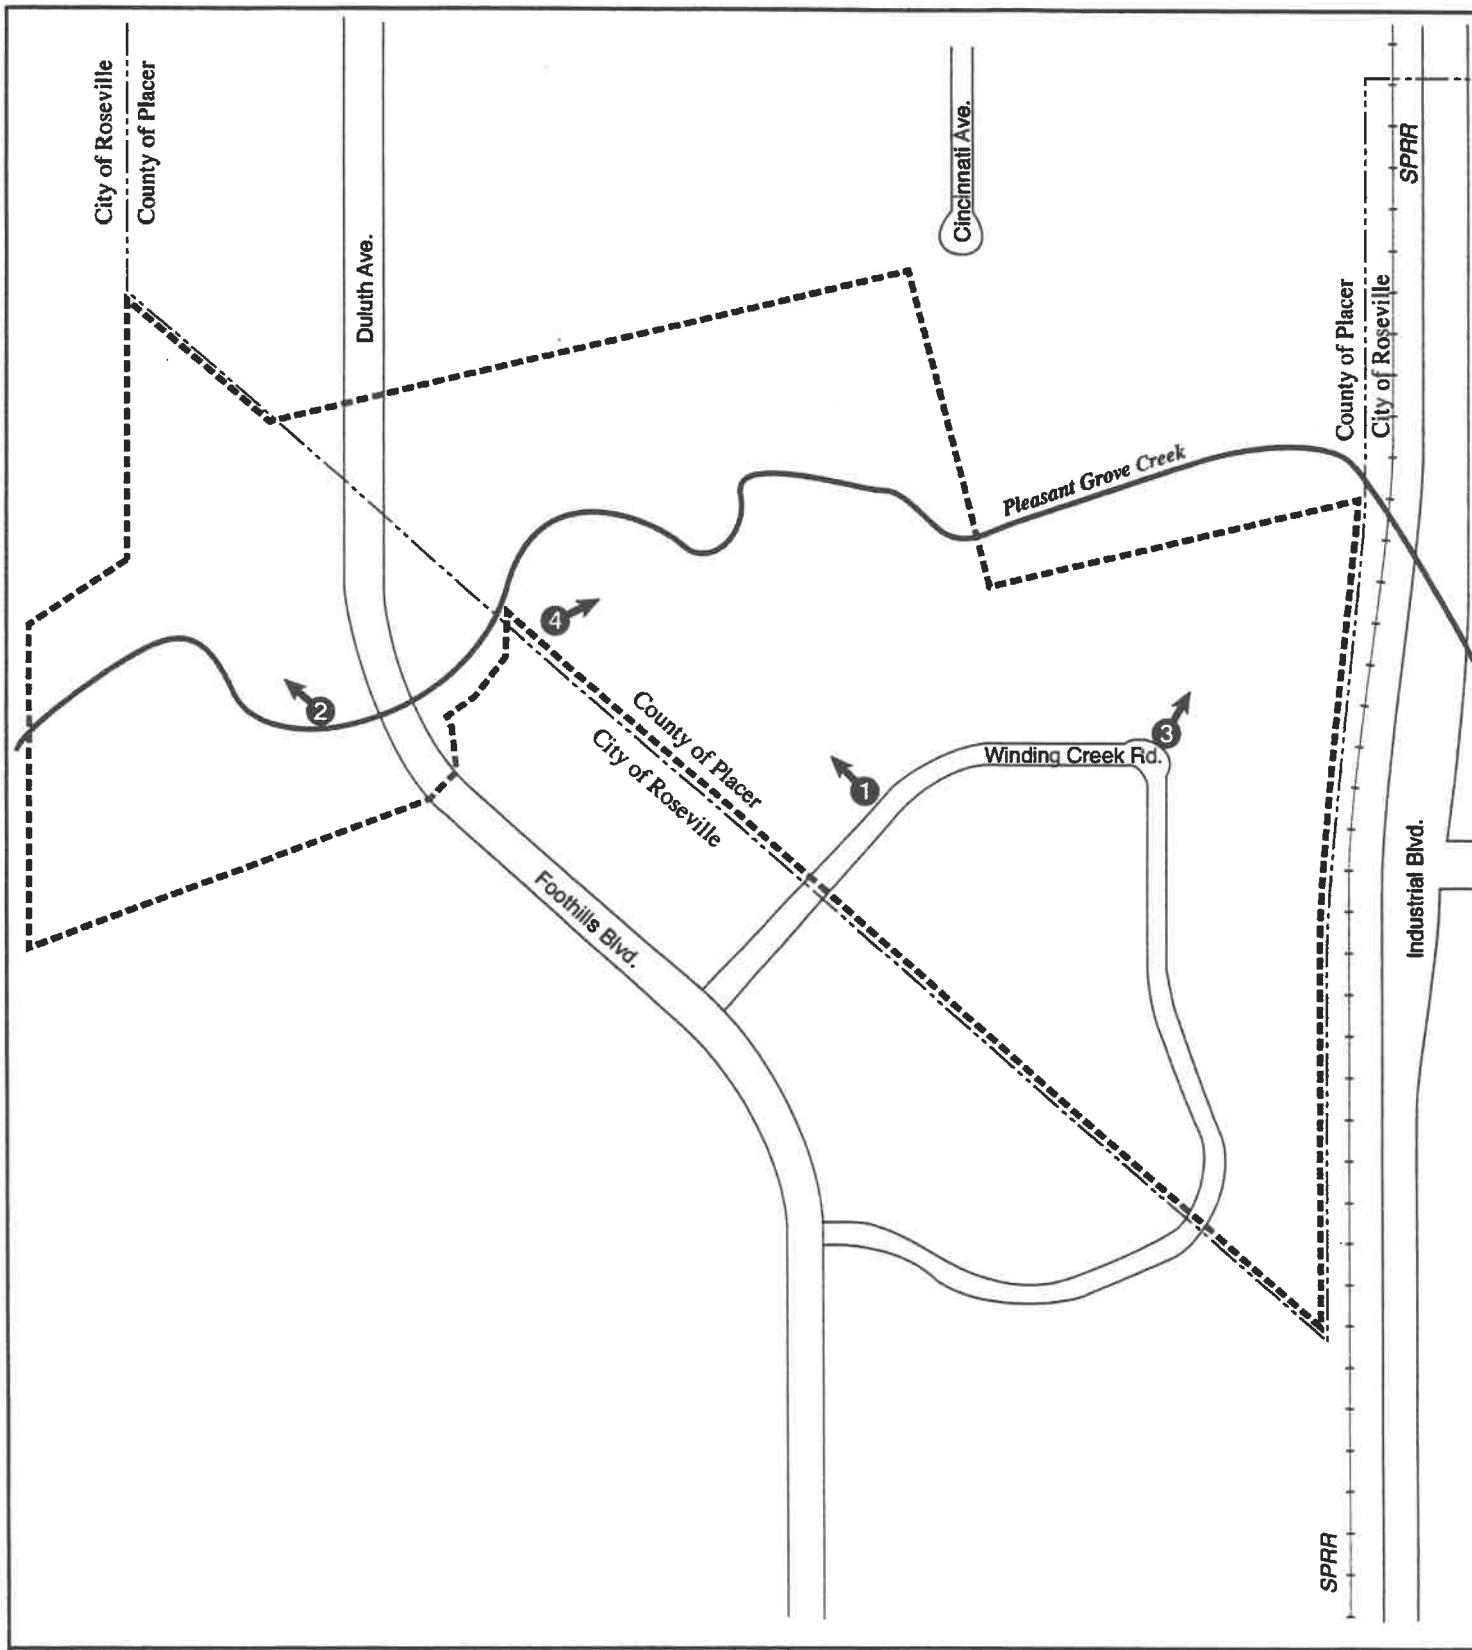 City of Roseville
County of Placer
Duluth Ave.
Cincinnati Ave.
SPRR
County of Placer
City of Roseville
Pleasant Grove Creek
4
2
3
1
County of Placer
City of Roseville
Winding Creek Rd.
Foothills Blvd.
Industrial Blvd.
SPRR